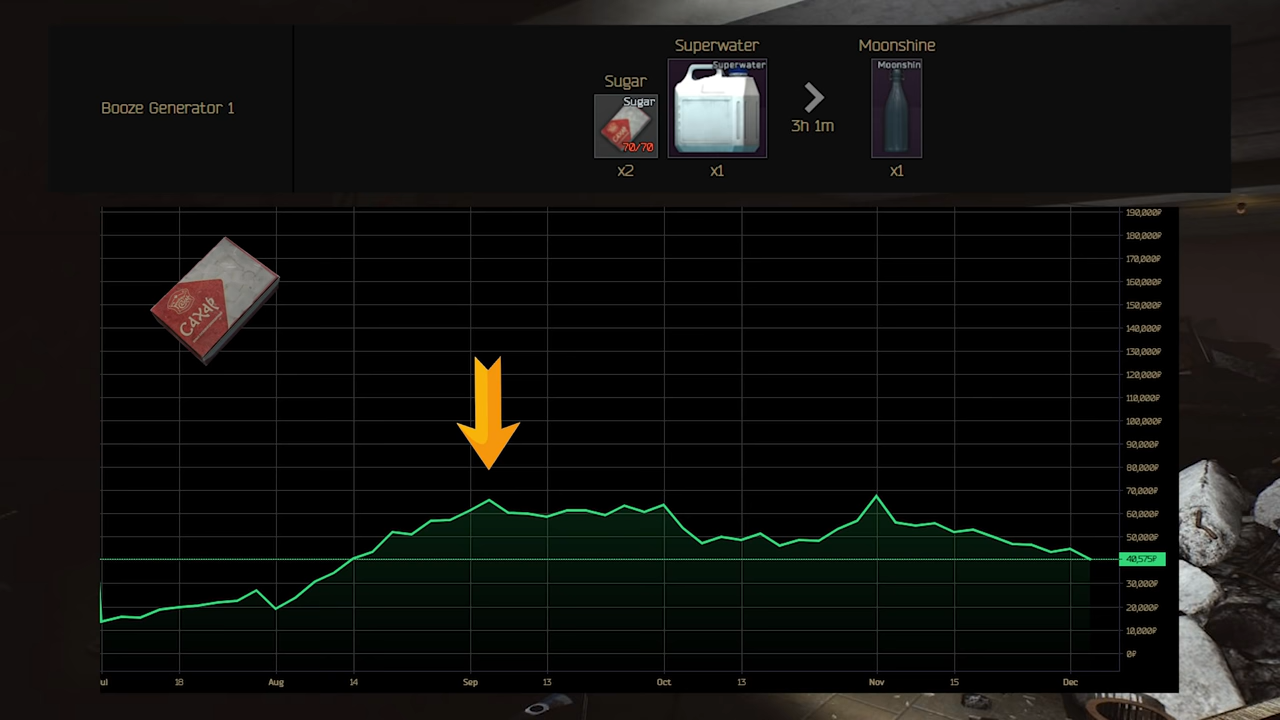 Booze Generator 1
Sugar
Sugar
70/70
x2
Superwater
Superwater
x1
3h 1m
Moonshine
Moonshin
x1
Сахар
190,000₽
180,000₽
170,000₽
160,000₽
150,000₽
140,000₽
130,000₽
120,000₽
110,000₽
100,000₽
90,000₽
80,000₽
70,000₽
60,000₽
50,000₽
40,575₽
30,000₽
20,000₽
10,000₽
0₽
ul 18 Aug 14 Sep 13 Oct 13 Nov 15 Dec